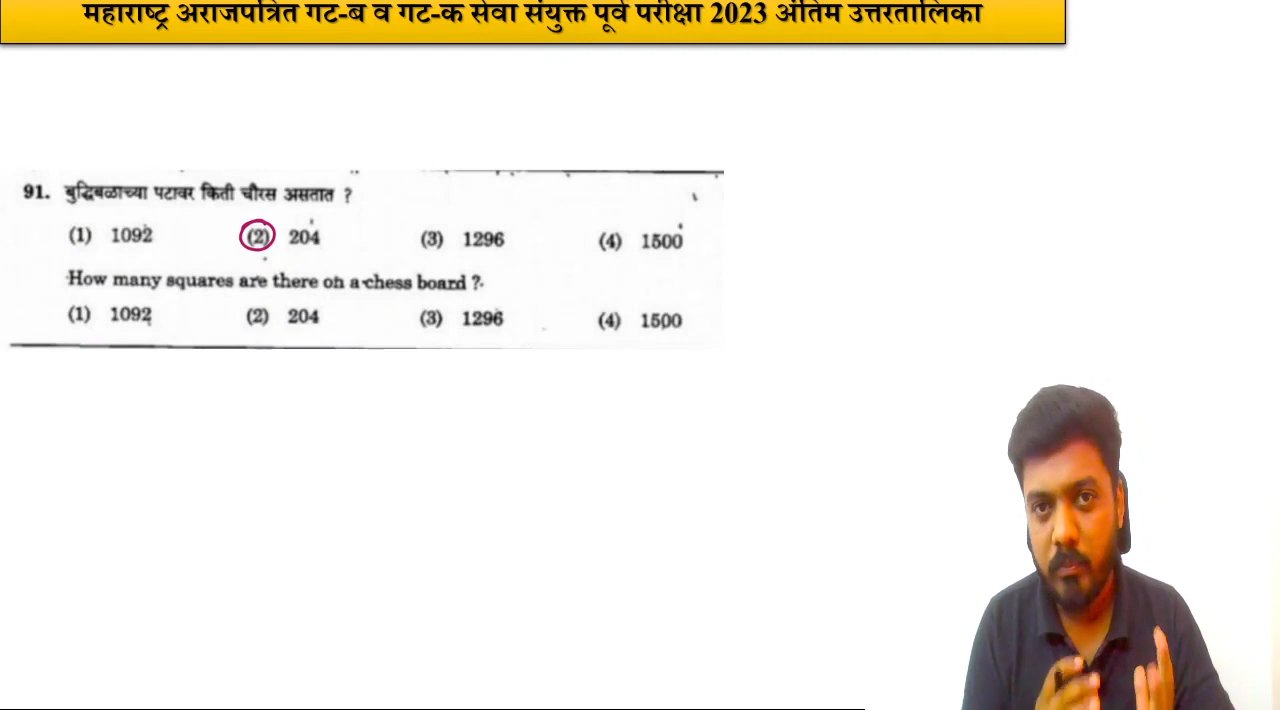 महाराष्ट्र अराजपत्रित गट-ब व गट-क सेवा संयुक्त पूर्व परीक्षा 2023 अंतिम उत्तरतालिका
91. बुद्धिबळाच्या पटावर किती चौरस असतात ?
(1) 1092 (2) 204 (3) 1296 (4) 1500
How many squares are there on a chess board ?
(1) 1092 (2) 204 (3) 1296 (4) 1500